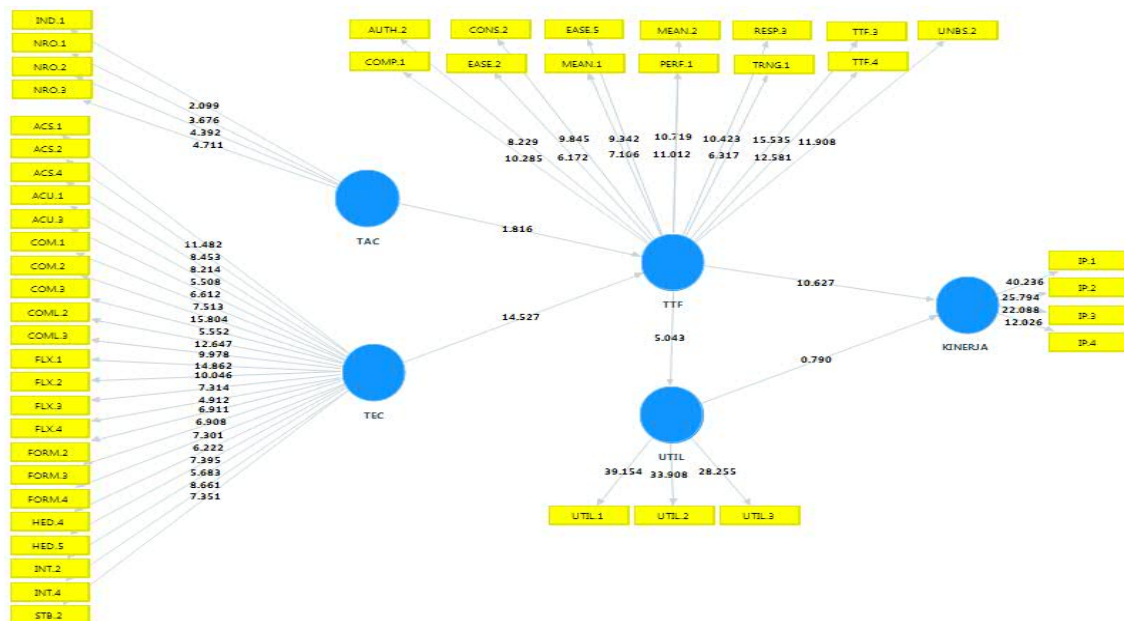 IND.1
NRO.1
NRO.2
NRO.3
2.099
3.676
4.392
4.711
AUTH.2 CONS.2 EASE.5 MEAN.2 RESP.3 TTF.3 UNBS.2
COMP.1 EASE.2 MEAN.1 PERF.1 TRNG.1 TTF.4
8.229 9.845 9.342 10.719 10.423 15.535 11.908
10.285 6.172 7.106 11.012 6.317 12.581
ACS.1
ACS.2
ACS.4
ACU.1
ACU.3
COM.1
COM.2
COM.3
COML.2
COML.3
FLX.1
FLX.2
FLX.3
FLX.4
FORM.2
FORM.3
FORM.4
HED.4
HED.5
INT.2
INT.4
STB.2
11.482
8.453
8.214
5.508
6.612
7.513
15.804
5.552
12.647
9.978
14.862
10.046
7.314
4.912
6.911
6.908
7.301
6.222
7.395
5.683
8.661
7.351
TAC
1.816
TEC
14.527
TTF
10.627
5.043
0.790
UTIL
39.154 33.908 28.255
UTIL.1 UTIL.2 UTIL.3
KINERJA
40.236
25.794
22.088
12.026
IP.1
IP.2
IP.3
IP.4